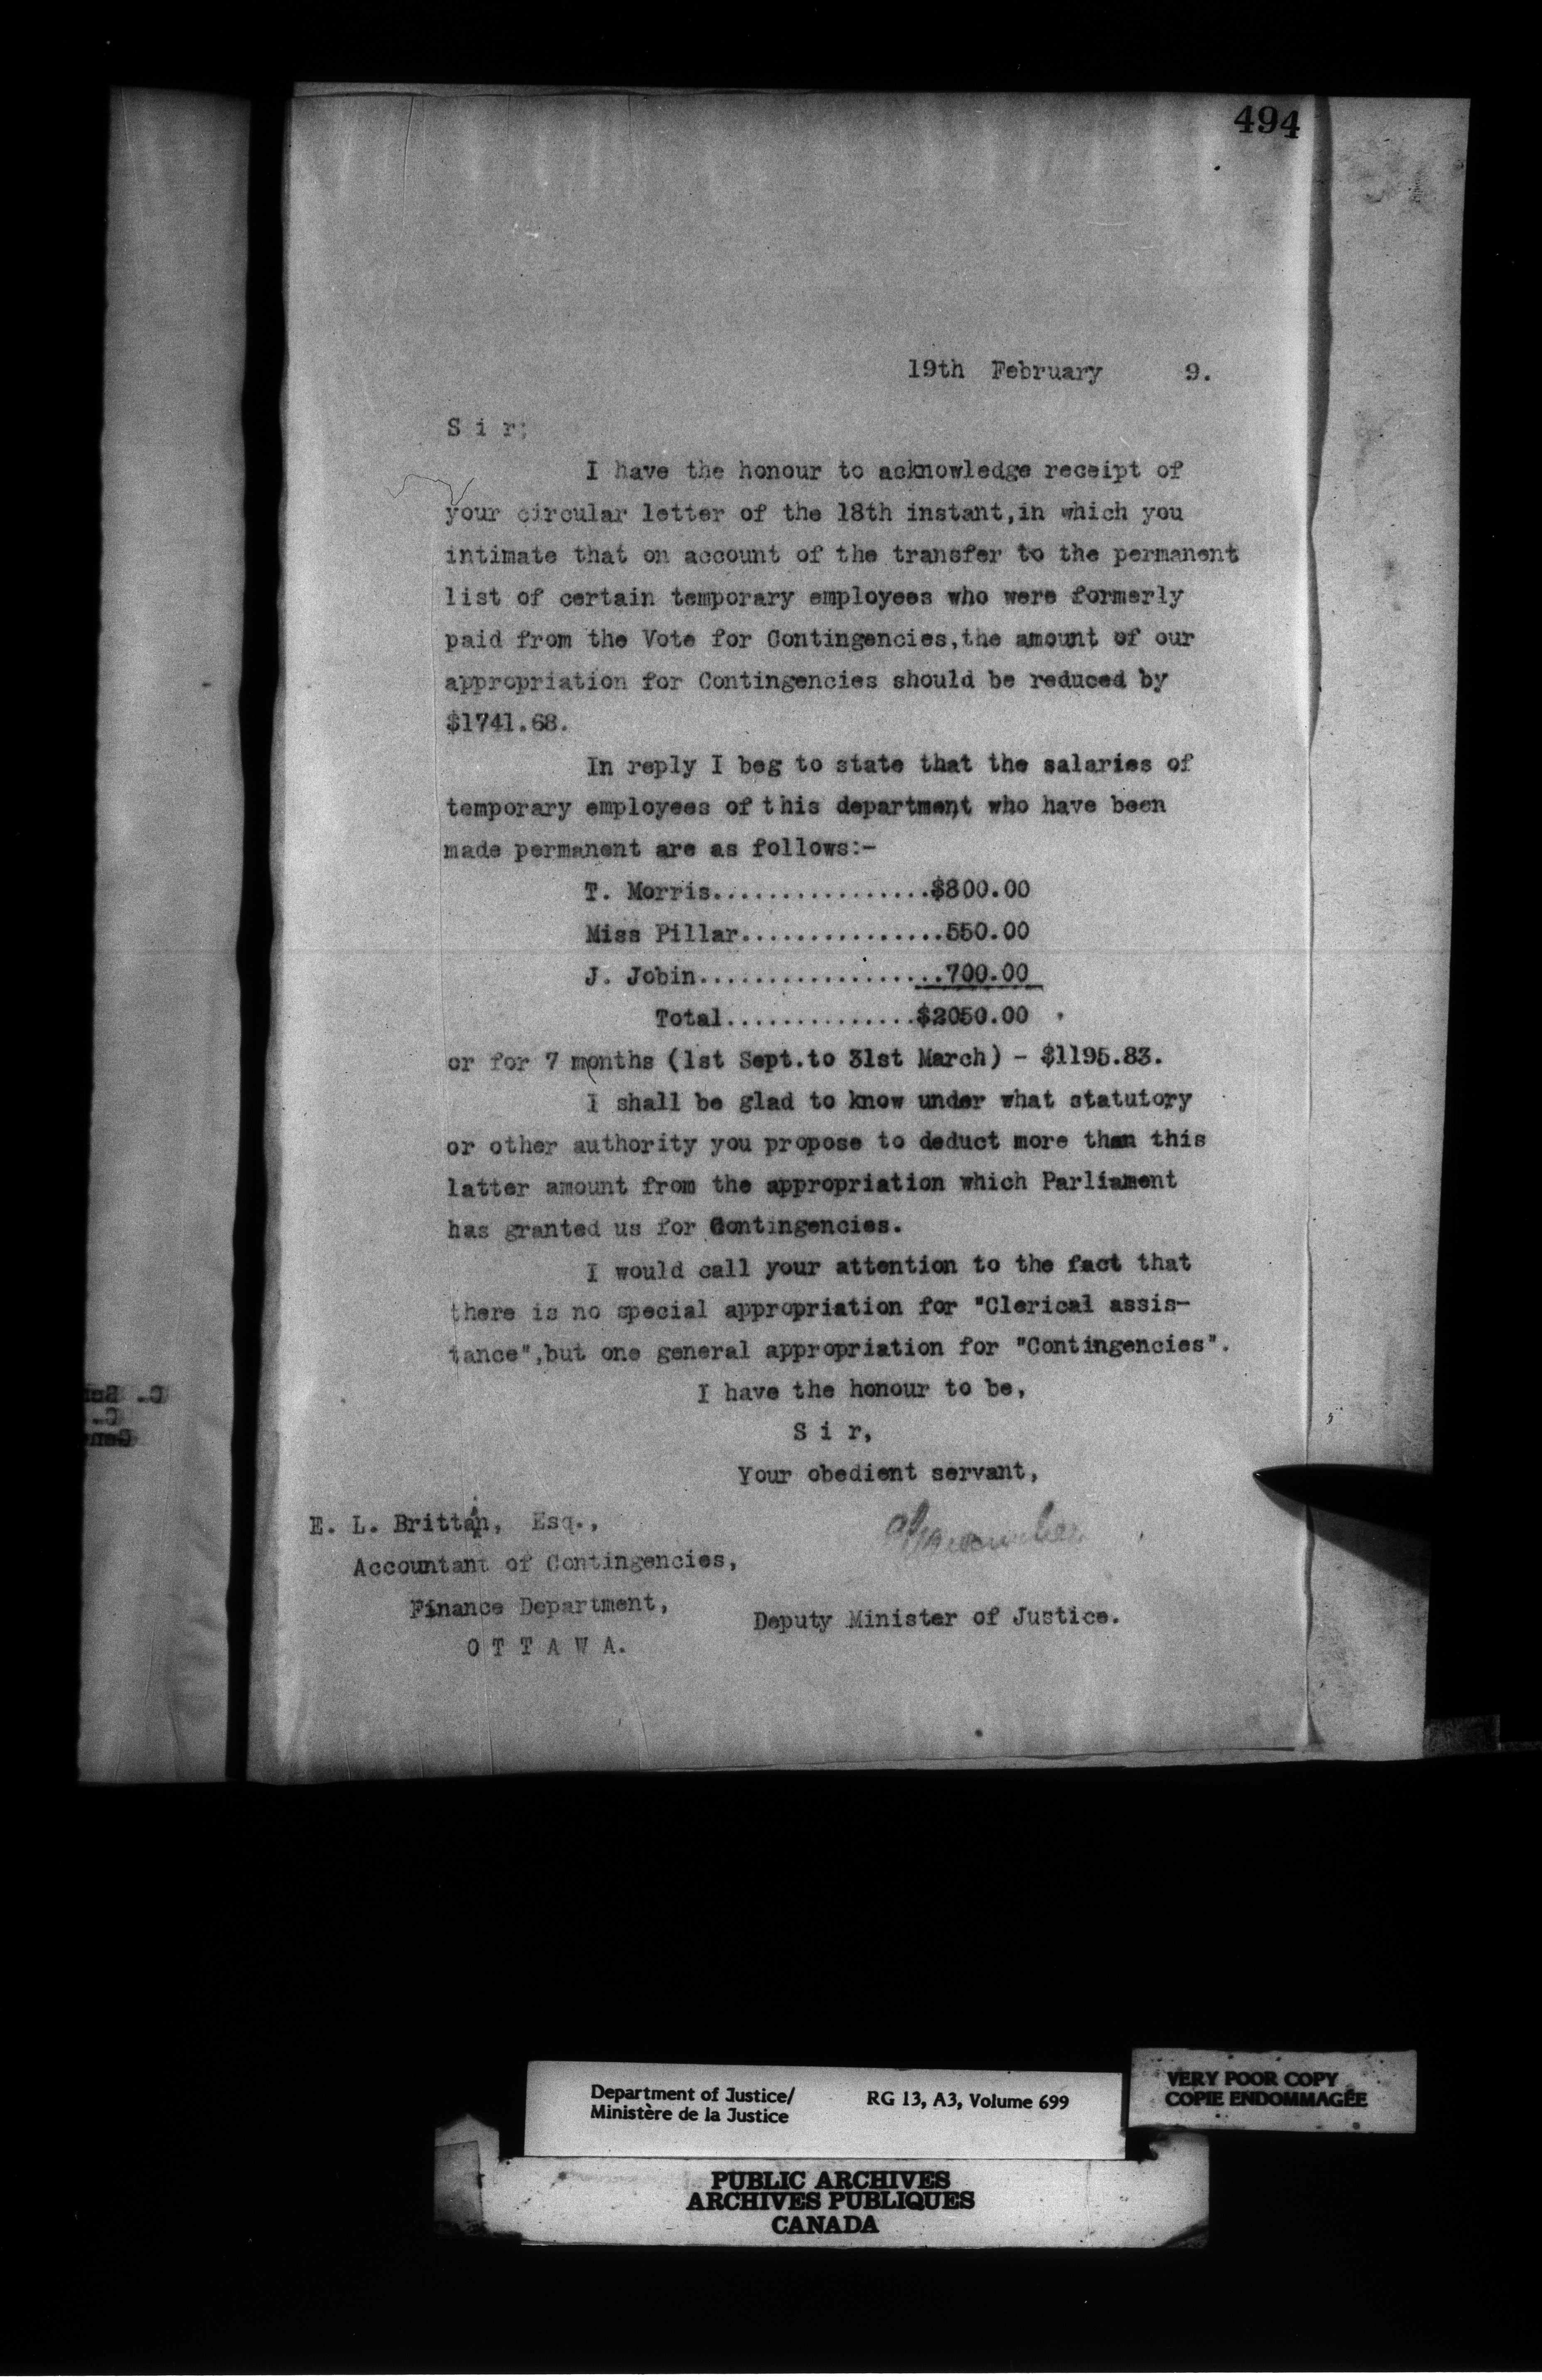 494
19th February 9.
S i r;
I have the honour to acknowledge receipt of
your circular letter of the 18th instant,in which you
intimate that on account of the transfer to the permanent
list of certain temporary employees who were formerly
paid from the Vote for Contingencies,the amount of our
appropriation for Contingencies should be reduced by
$1741.68.
In reply I beg to state that the salaries of
temporary employees of this department who have been
made permanent are as follows:-
T. Morris.................$800.00
Miss Pillar................550.00
J. Jobin...................700.00
Total..............$2050.00
or for 7 months (1st Sept.to 31st March) - $1195.83.
I shall be glad to know under what statutory
or other authority you propose to deduct more than this
latter amount from the appropriation which Parliament
has granted us for Contingencies.
I would call your attention to the fact that
there is no special appropriation for "Clerical assis-
tance",but one general appropriation for "Contingencies".
I have the honour to be,
S i r,
Your obedient servant,
E. L. Brittan, Esq.,
Accountant of Contingencies,
Finance Department,
O T T A W A.
Deputy Minister of Justice.
Department of Justice/
Ministère de la Justice
RG 13, A3, Volume 699
VERY POOR COPY
COPIE ENDOMMAGÉE
PUBLIC ARCHIVES
ARCHIVES PUBLIQUES
CANADA